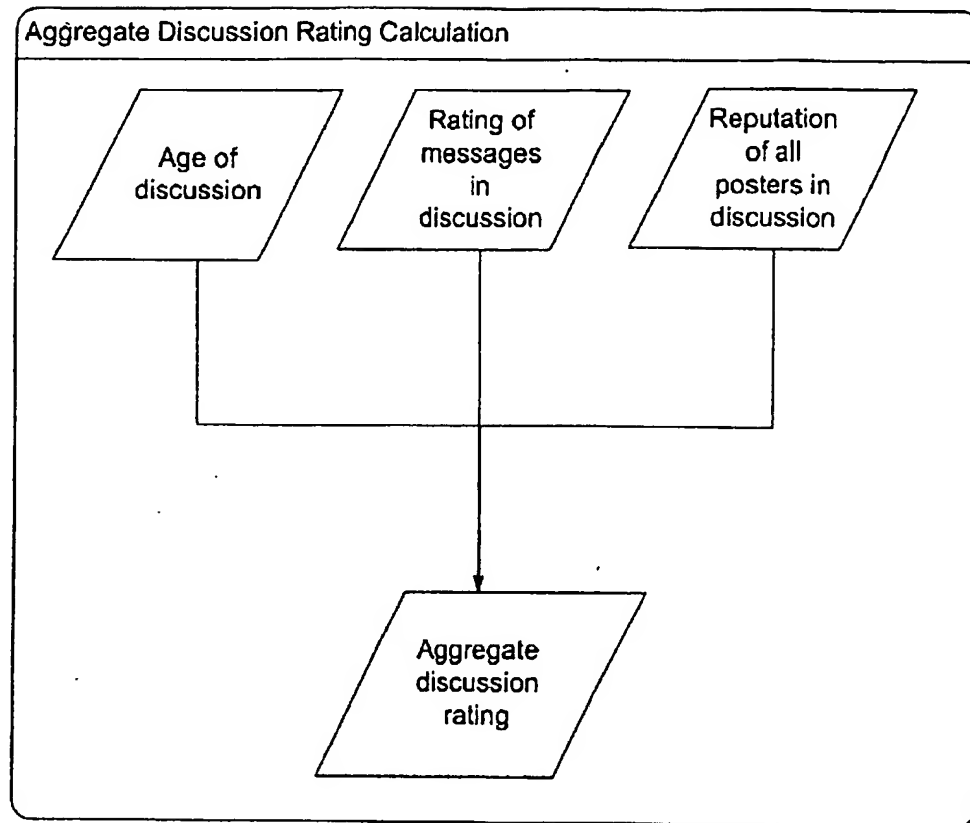 Aggregate Discussion Rating Calculation
Age of
discussion
Rating of
messages
in
discussion
Reputation
of all
posters in
discussion
Aggregate
discussion
rating